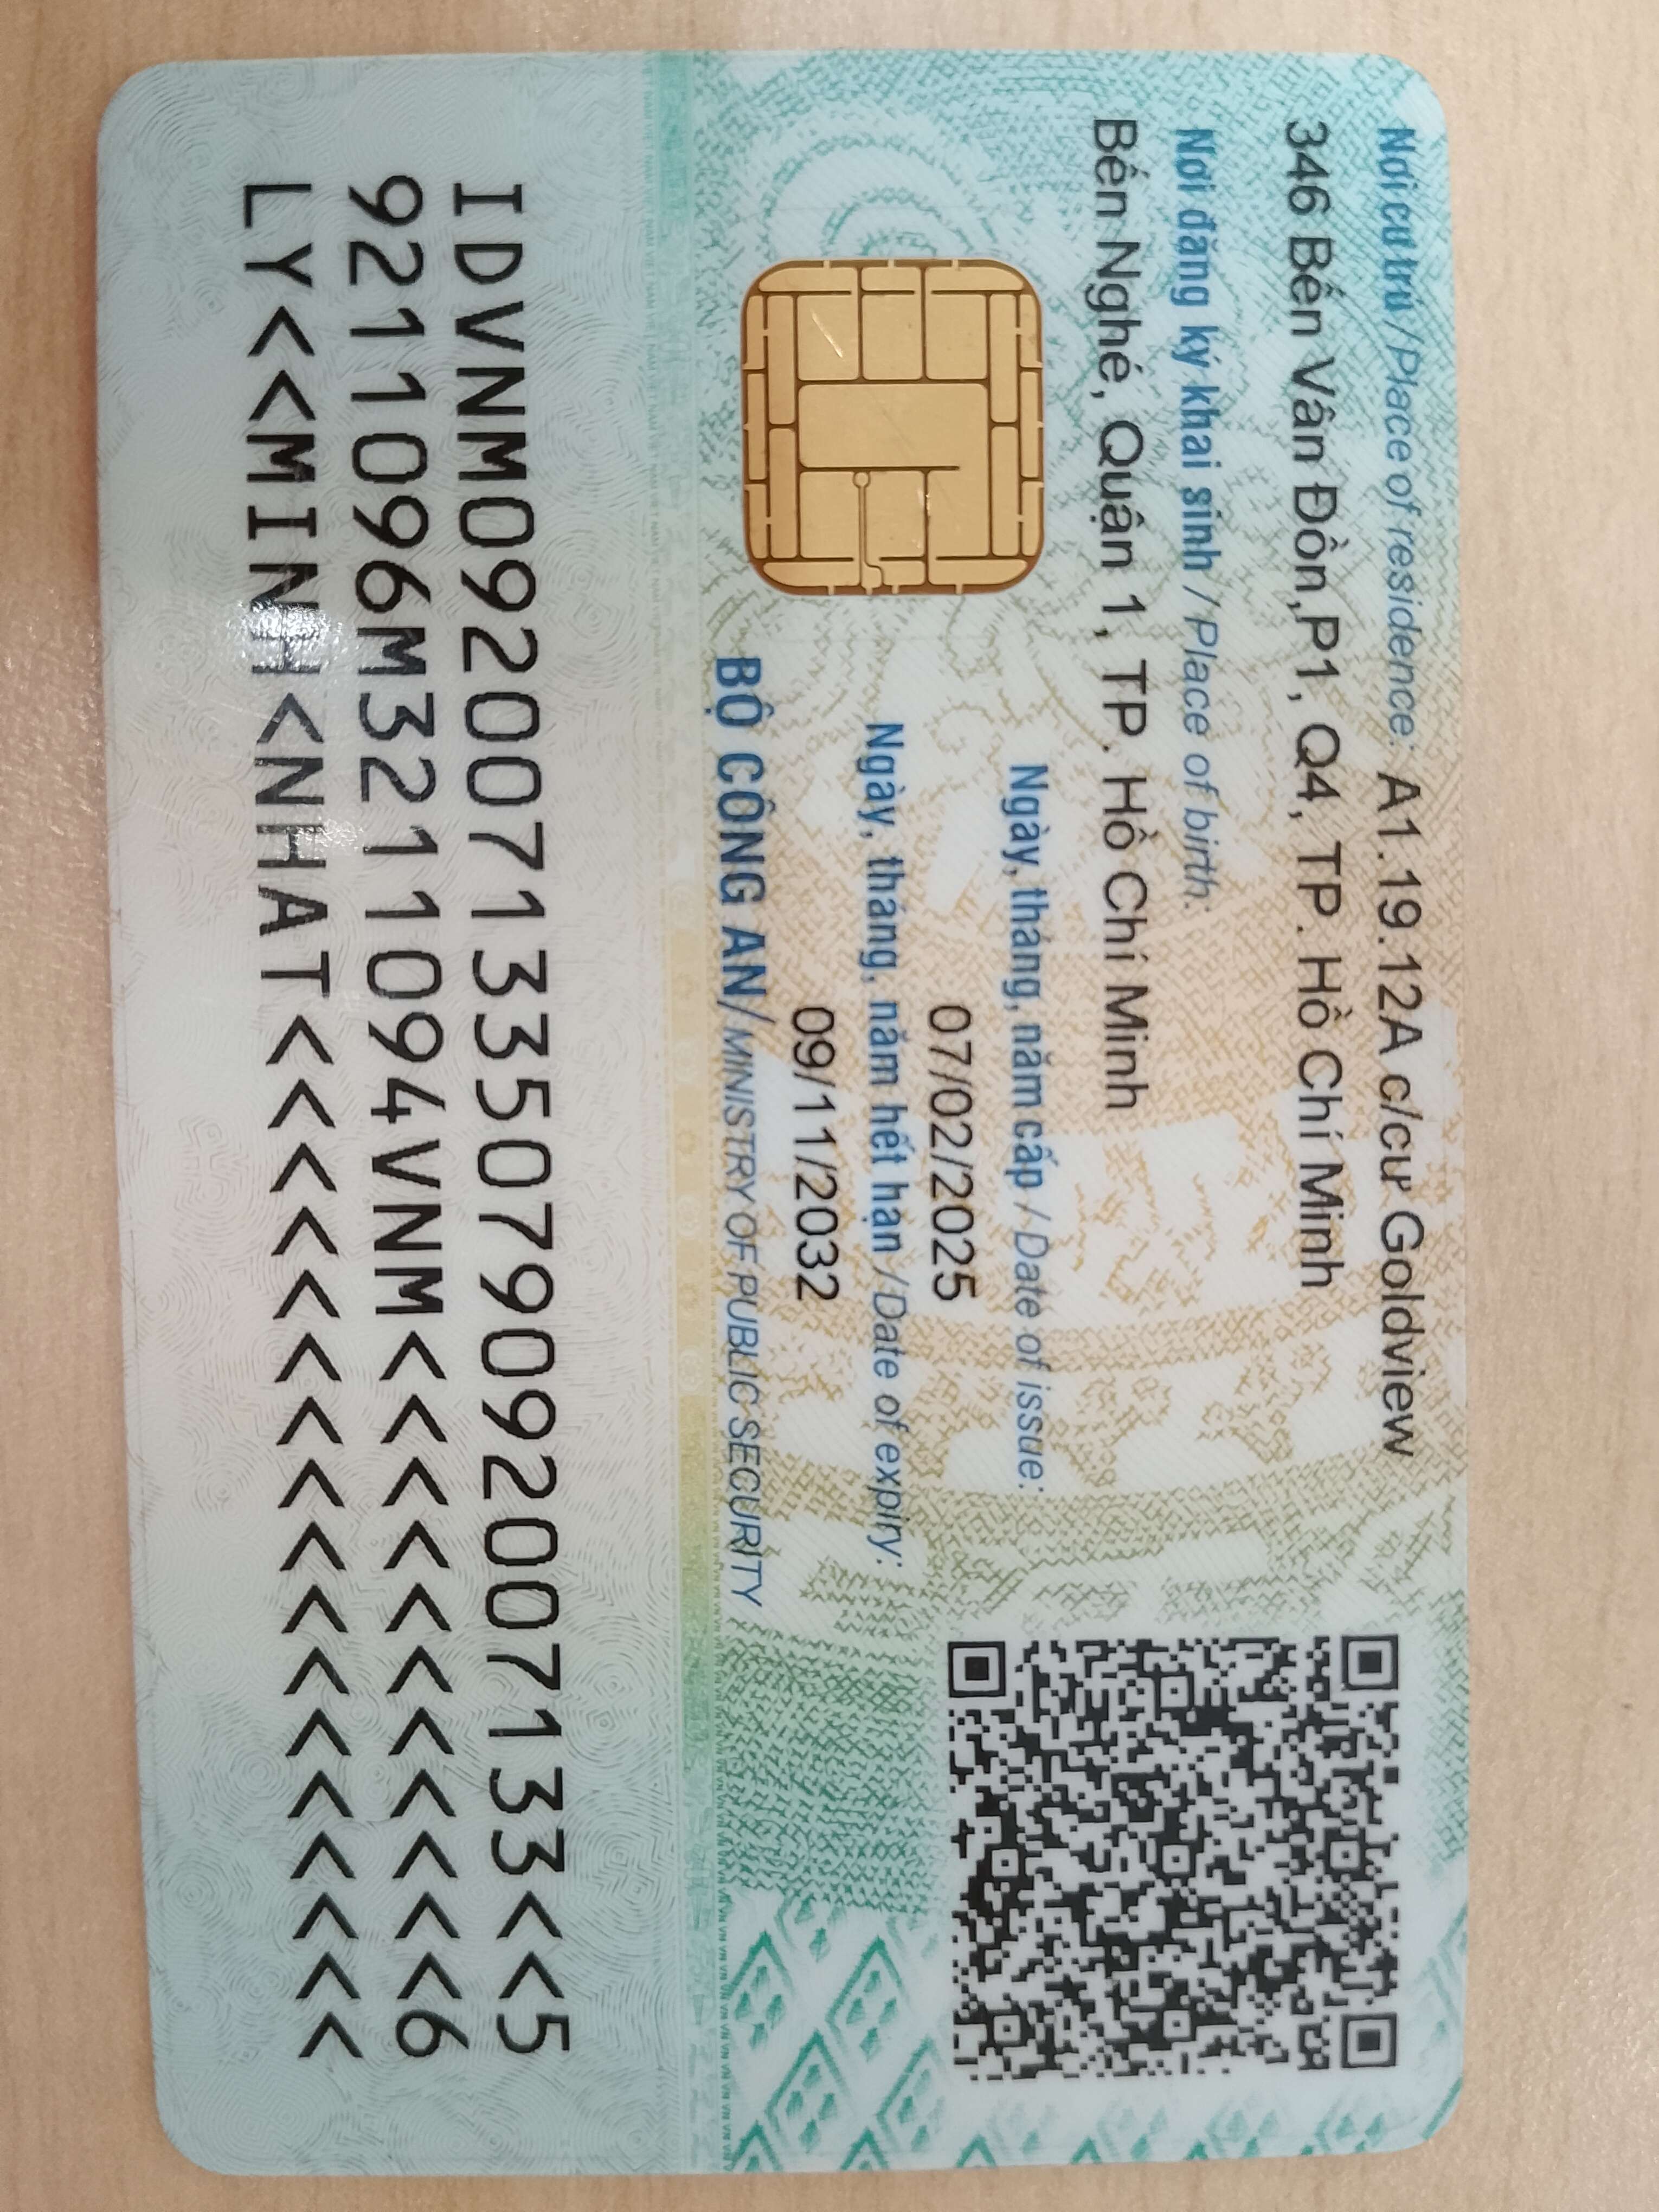 Nơi cư trú / Place of residence: A1.19.12A c/cư Goldview
346 Bến Vân Đồn,P1, Q4, TP. Hồ Chí Minh
Nơi đăng ký khai sinh / Place of birth:
Bến Nghé, Quận 1, TP. Hồ Chí Minh
Ngày, tháng, năm cấp / Date of issue:
07/02/2025
Ngày, tháng, năm hết hạn / Date of expiry:
09/11/2032
BỘ CÔNG AN / MINISTRY OF PUBLIC SECURITY
IDVNM0920071335079092007133<<5
9211096M3211094VNM<<<<<<<<<<<6
LY<<MINH<NHAT<<<<<<<<<<<<<<<<<